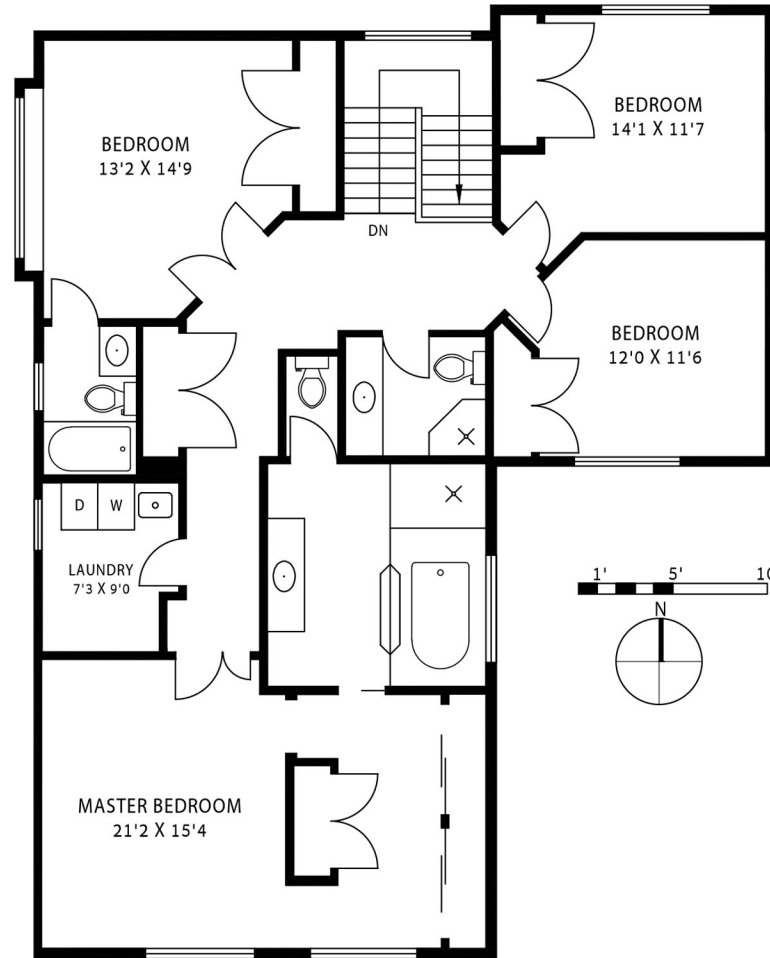 BEDROOM
14'1 X 11'7
BEDROOM
13'2 X 14'9
DN
BEDROOM
12'0 X 11'6
D W
LAUNDRY
7'3 X 9'0
1' 5' 10
N
MASTER BEDROOM
21'2 X 15'4